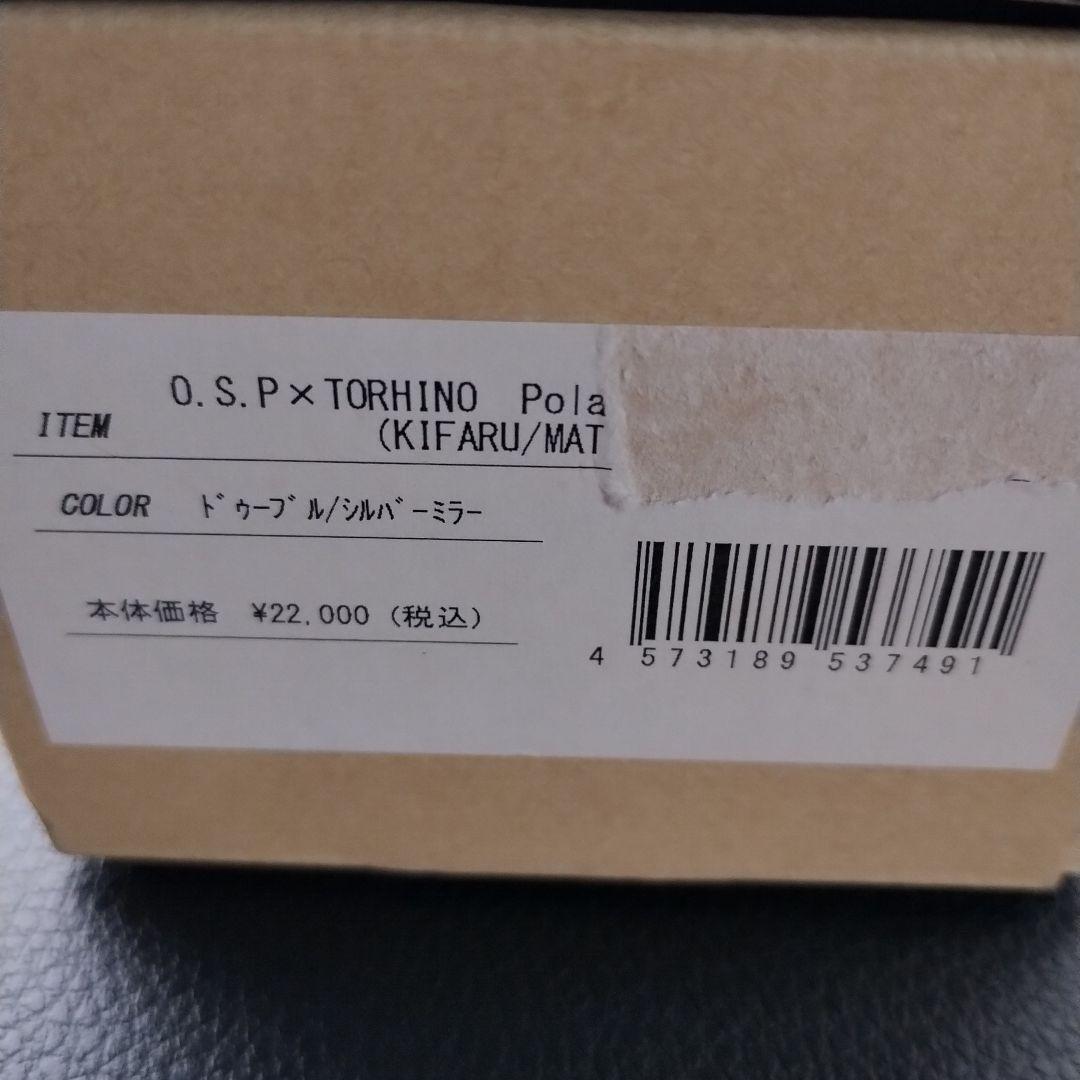 ITEM O.S.P×TORHINO Pola
(KIFARU/MAT
COLOR ドゥーブル/シルバーミラー
本体価格 ¥22,000 (税込)
4 573189 537491